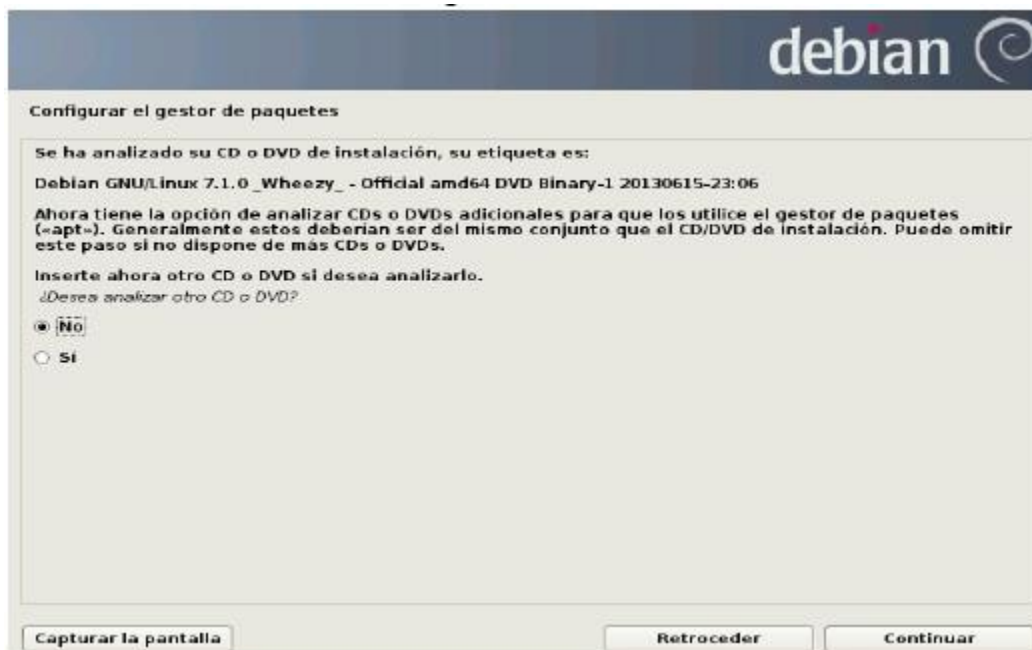 debian
Configurar el gestor de paquetes
Se ha analizado su CD o DVD de instalación, su etiqueta es:
Debian GNU/Linux 7.1.0 _Wheezy_ - Official amd64 DVD Binary-1 20130615-23:06
Ahora tiene la opción de analizar CDs o DVDs adicionales para que los utilice el gestor de paquetes
(«apt»). Generalmente estos deberían ser del mismo conjunto que el CD/DVD de instalación. Puede omitir
este paso si no dispone de más CDs o DVDs.
Inserte ahora otro CD o DVD si desea analizarlo.
¿Desea analizar otro CD o DVD?
No
Sí
Capturar la pantalla
Retroceder
Continuar